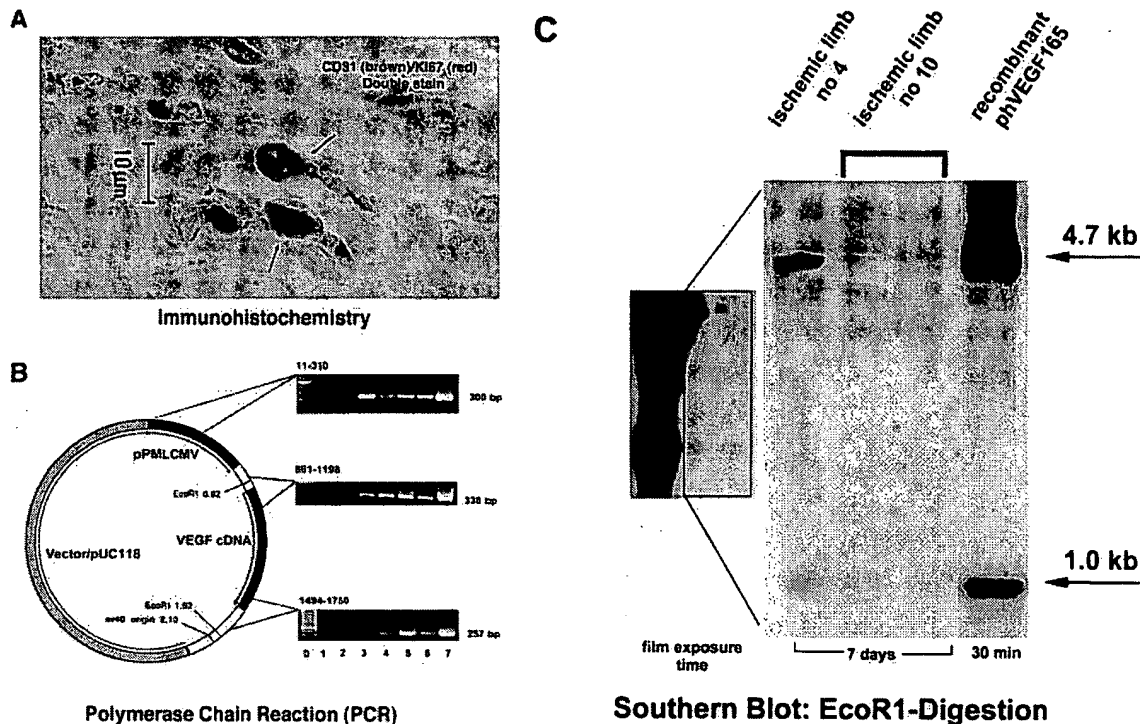 A
CD31 (brown)/Ki67 (red)
Double stain
10 µm
Immunohistochemistry
B
11-310
300 bp
pPMLCMV
EcoR1 0.82
881-1198
338 bp
VEGF cDNA
Vector/pUC118
EcoR1 1.92
sv40 origin 2.10
1494-1750
257 bp
0 1 2 3 4 5 6 7
Polymerase Chain Reaction (PCR)
C
ischemic limb
no 4
ischemic limb
no 10
recombinant
phVEGF165
4.7 kb
1.0 kb
film exposure
time
7 days
30 min
Southern Blot: EcoR1-Digestion